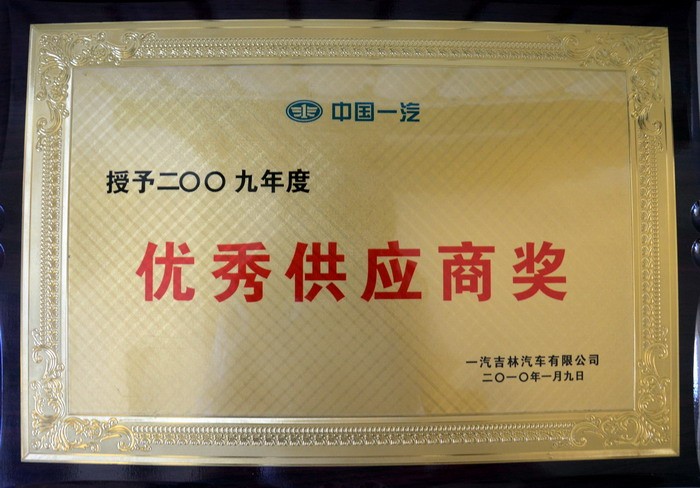 中国一汽
授予二〇〇九年度
优秀供应商奖
一汽吉林汽车有限公司
二〇一〇年一月九日